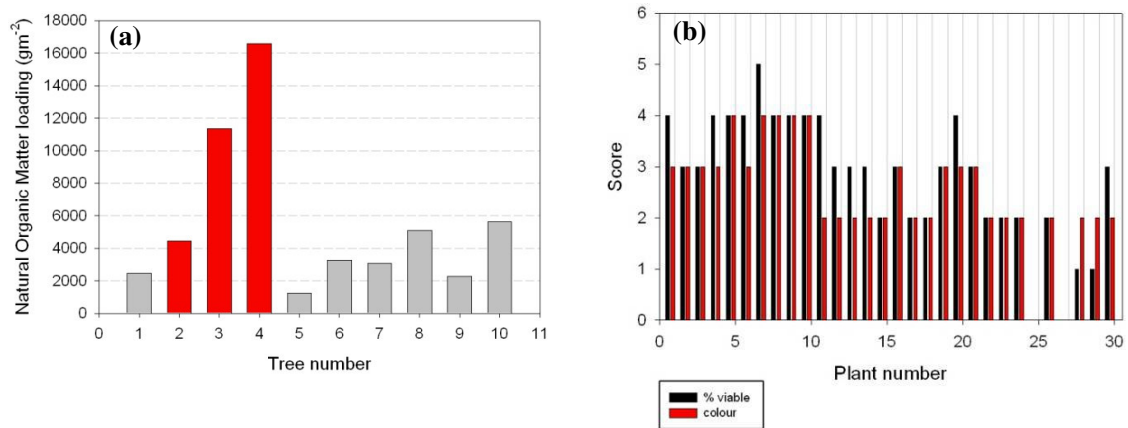 (a)
Natural Organic Matter loading (gm-2)
18000
16000
14000
12000
10000
8000
6000
4000
2000
0
0 1 2 3 4 5 6 7 8 9 10 11
Tree number
(b)
Score
6
5
4
3
2
1
0
0 5 10 15 20 25 30
Plant number
% viable
colour